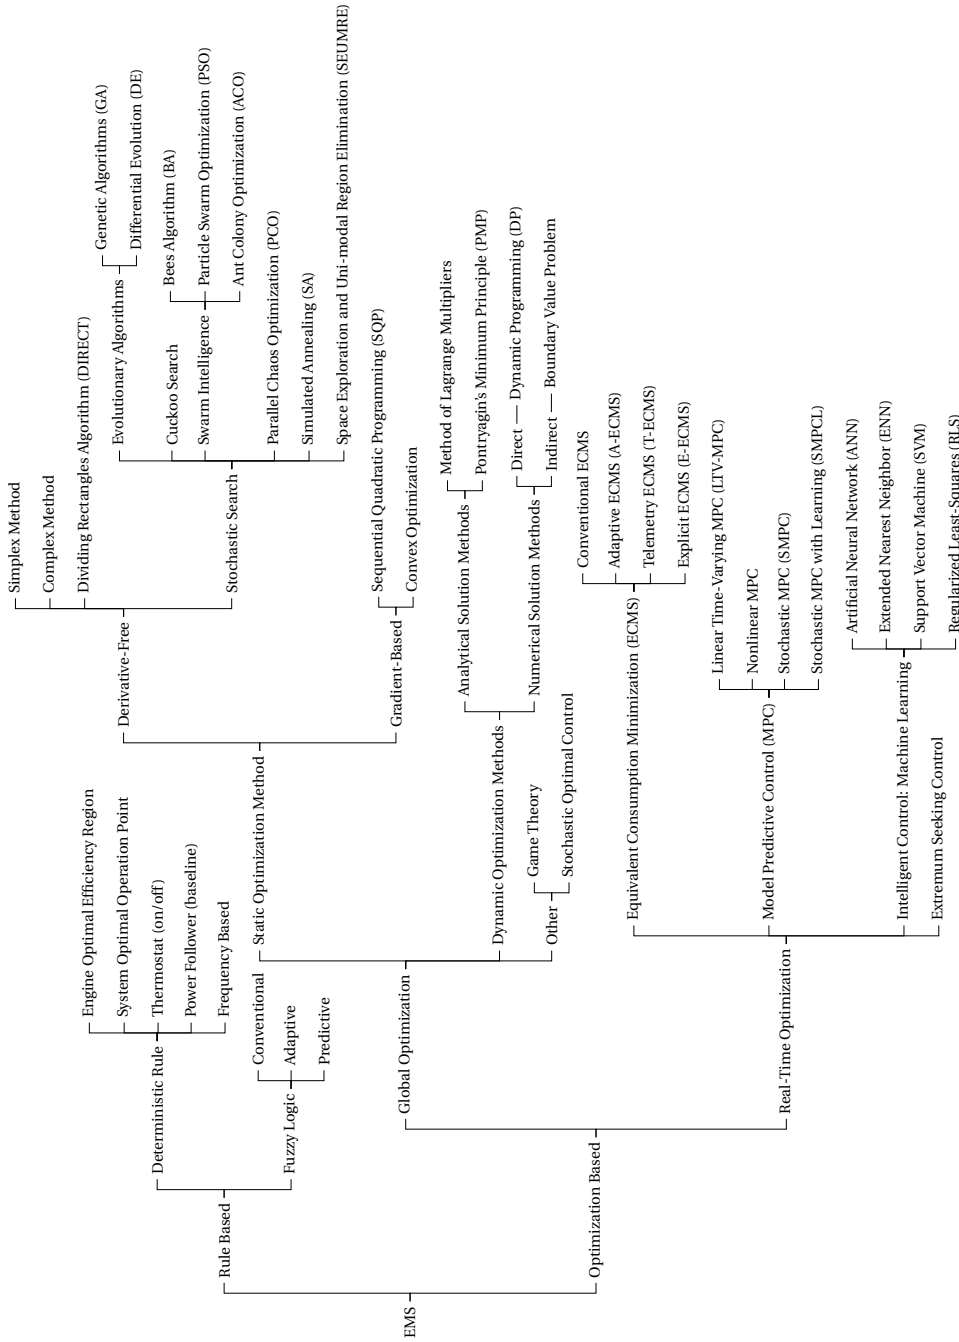 EMS
Rule Based
Deterministic Rule
Engine Optimal Efficiency Region
System Optimal Operation Point
Thermostat (on/off)
Power Follower (baseline)
Frequency Based
Fuzzy Logic
Conventional
Adaptive
Predictive
Optimization Based
Global Optimization
Static Optimization Method
Derivative-Free
Simplex Method
Complex Method
Dividing Rectangles Algorithm (DIRECT)
Stochastic Search
Evolutionary Algorithms
Genetic Algorithms (GA)
Differential Evolution (DE)
Cuckoo Search
Swarm Intelligence
Bees Algorithm (BA)
Particle Swarm Optimization (PSO)
Ant Colony Optimization (ACO)
Parallel Chaos Optimization (PCO)
Simulated Annealing (SA)
Space Exploration and Uni-modal Region Elimination (SEUMRE)
Gradient-Based
Sequential Quadratic Programming (SQP)
Convex Optimization
Dynamic Optimization Methods
Analytical Solution Methods
Method of Lagrange Multipliers
Pontryagin's Minimum Principle (PMP)
Numerical Solution Methods
Direct
Dynamic Programming (DP)
Indirect
Boundary Value Problem
Other
Game Theory
Stochastic Optimal Control
Real-Time Optimization
Equivalent Consumption Minimization (ECMS)
Conventional ECMS
Adaptive ECMS (A-ECMS)
Telemetry ECMS (T-ECMS)
Explicit ECMS (E-ECMS)
Model Predictive Control (MPC)
Linear Time-Varying MPC (LTV-MPC)
Nonlinear MPC
Stochastic MPC (SMPC)
Stochastic MPC with Learning (SMPCL)
Intelligent Control: Machine Learning
Artificial Neural Network (ANN)
Extended Nearest Neighbor (ENN)
Support Vector Machine (SVM)
Regularized Least-Squares (RLS)
Extremum Seeking Control